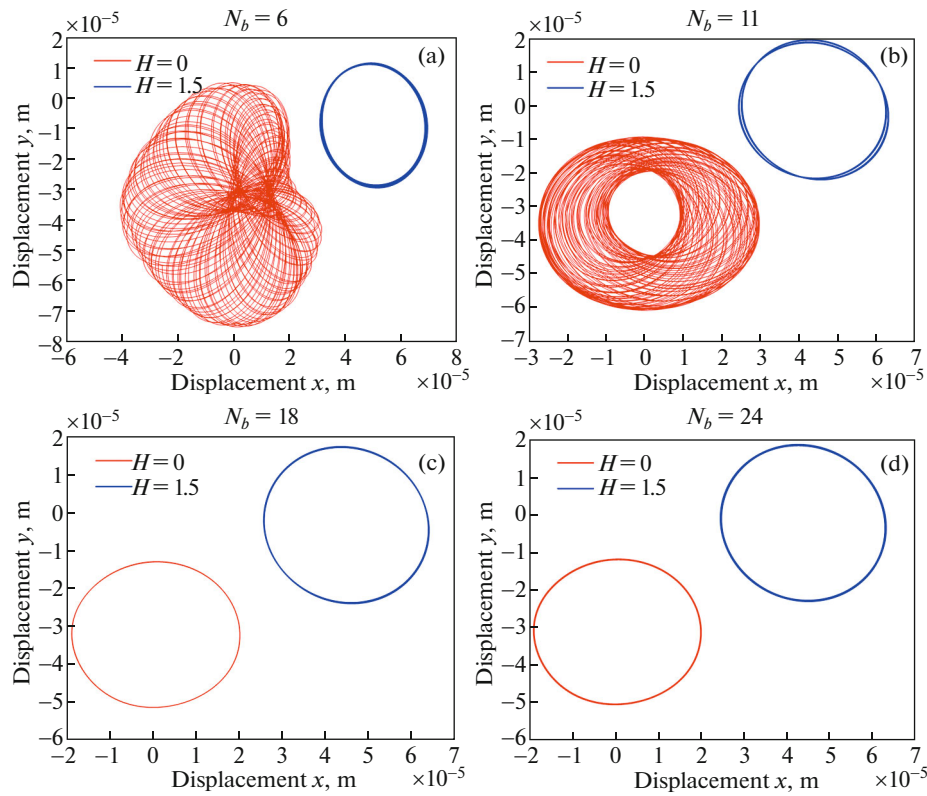 ×10⁻⁵
N_b = 6
2
1
0
−1
−2
−3
−4
−5
−6
−7
−8
Displacement y, m
H = 0
H = 1.5
(a)
−6 −4 −2 0 2 4 6 8
Displacement x, m
×10⁻⁵
×10⁻⁵
N_b = 11
2
1
0
−1
−2
−3
−4
−5
−6
−7
Displacement y, m
H = 0
H = 1.5
(b)
−3 −2 −1 0 1 2 3 4 5 6 7
Displacement x, m
×10⁻⁵
×10⁻⁵
N_b = 18
2
1
0
−1
−2
−3
−4
−5
−6
Displacement y, m
H = 0
H = 1.5
(c)
−2 −1 0 1 2 3 4 5 6 7
Displacement x, m
×10⁻⁵
×10⁻⁵
N_b = 24
2
1
0
−1
−2
−3
−4
−5
−6
Displacement y, m
H = 0
H = 1.5
(d)
−2 −1 0 1 2 3 4 5 6 7
Displacement x, m
×10⁻⁵